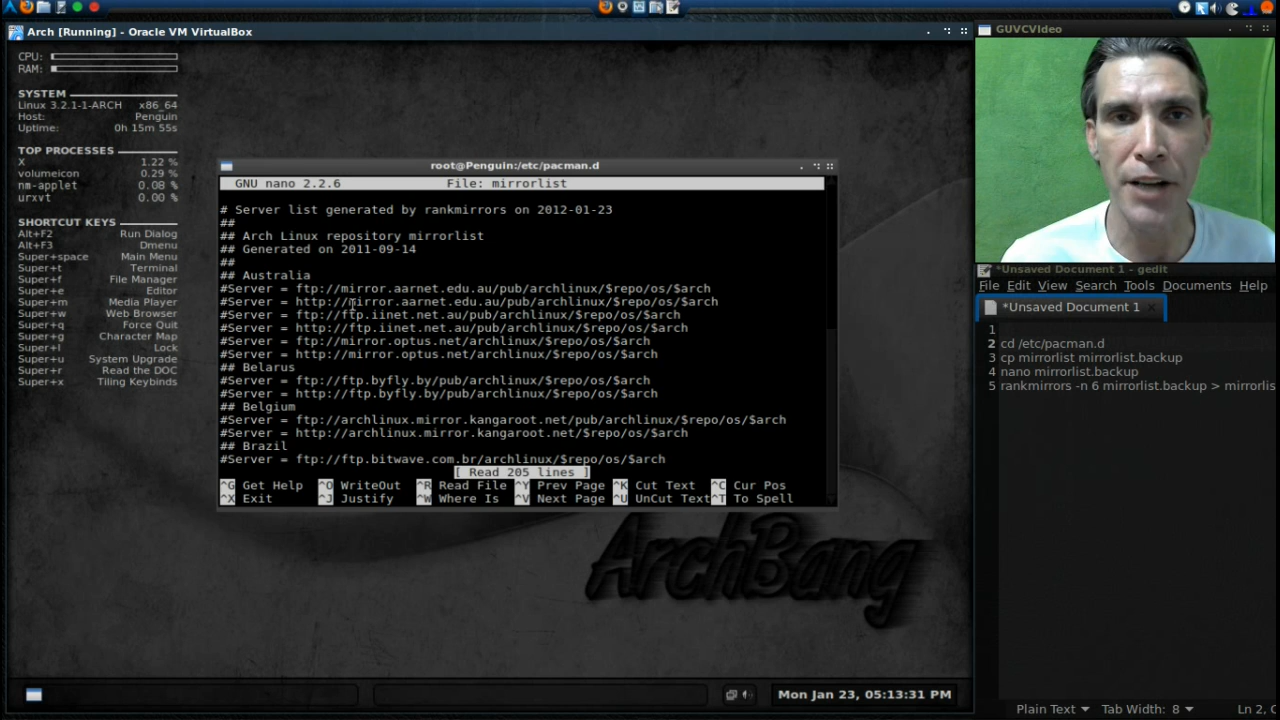 Arch [Running] - Oracle VM VirtualBox
GUVCVideo
CPU:
RAM:
SYSTEM
Linux 3.2.1-1-ARCH x86_64
Host: Penguin
Uptime: 0h 15m 55s
TOP PROCESSES
X 1.22 %
volumeicon 0.29 %
nm-applet 0.08 %
urxvt 0.00 %
SHORTCUT KEYS
Alt+F2 Run Dialog
Alt+F3 Dmenu
Super+space Main Menu
Super+t Terminal
Super+f File Manager
Super+e Editor
Super+m Media Player
Super+w Web Browser
Super+q Force Quit
Super+g Character Map
Super+l Lock
Super+u System Upgrade
Super+r Read the DOC
Super+x Tiling Keybinds
root@Penguin:/etc/pacman.d
GNU nano 2.2.6 File: mirrorlist
# Server list generated by rankmirrors on 2012-01-23
##
## Arch Linux repository mirrorlist
## Generated on 2011-09-14
##
## Australia
#Server = ftp://mirror.aarnet.edu.au/pub/archlinux/$repo/os/$arch
#Server = http://mirror.aarnet.edu.au/pub/archlinux/$repo/os/$arch
#Server = ftp://ftp.iinet.net.au/pub/archlinux/$repo/os/$arch
#Server = http://ftp.iinet.net.au/pub/archlinux/$repo/os/$arch
#Server = ftp://mirror.optus.net/archlinux/$repo/os/$arch
#Server = http://mirror.optus.net/archlinux/$repo/os/$arch
## Belarus
#Server = ftp://ftp.byfly.by/pub/archlinux/$repo/os/$arch
#Server = http://ftp.byfly.by/pub/archlinux/$repo/os/$arch
## Belgium
#Server = ftp://archlinux.mirror.kangaroot.net/pub/archlinux/$repo/os/$arch
#Server = http://archlinux.mirror.kangaroot.net/$repo/os/$arch
## Brazil
#Server = ftp://ftp.bitwave.com.br/archlinux/$repo/os/$arch
[ Read 205 lines ]
^G Get Help ^O WriteOut ^R Read File ^Y Prev Page ^K Cut Text ^C Cur Pos
^X Exit ^J Justify ^W Where Is ^V Next Page ^U UnCut Text ^T To Spell
ArchBang
Mon Jan 23, 05:13:31 PM
*Unsaved Document 1 - gedit
File Edit View Search Tools Documents Help
*Unsaved Document 1
1
2 cd /etc/pacman.d
3 cp mirrorlist mirrorlist.backup
4 nano mirrorlist.backup
5 rankmirrors -n 6 mirrorlist.backup > mirrorlis
Plain Text Tab Width: 8 Ln 2, C